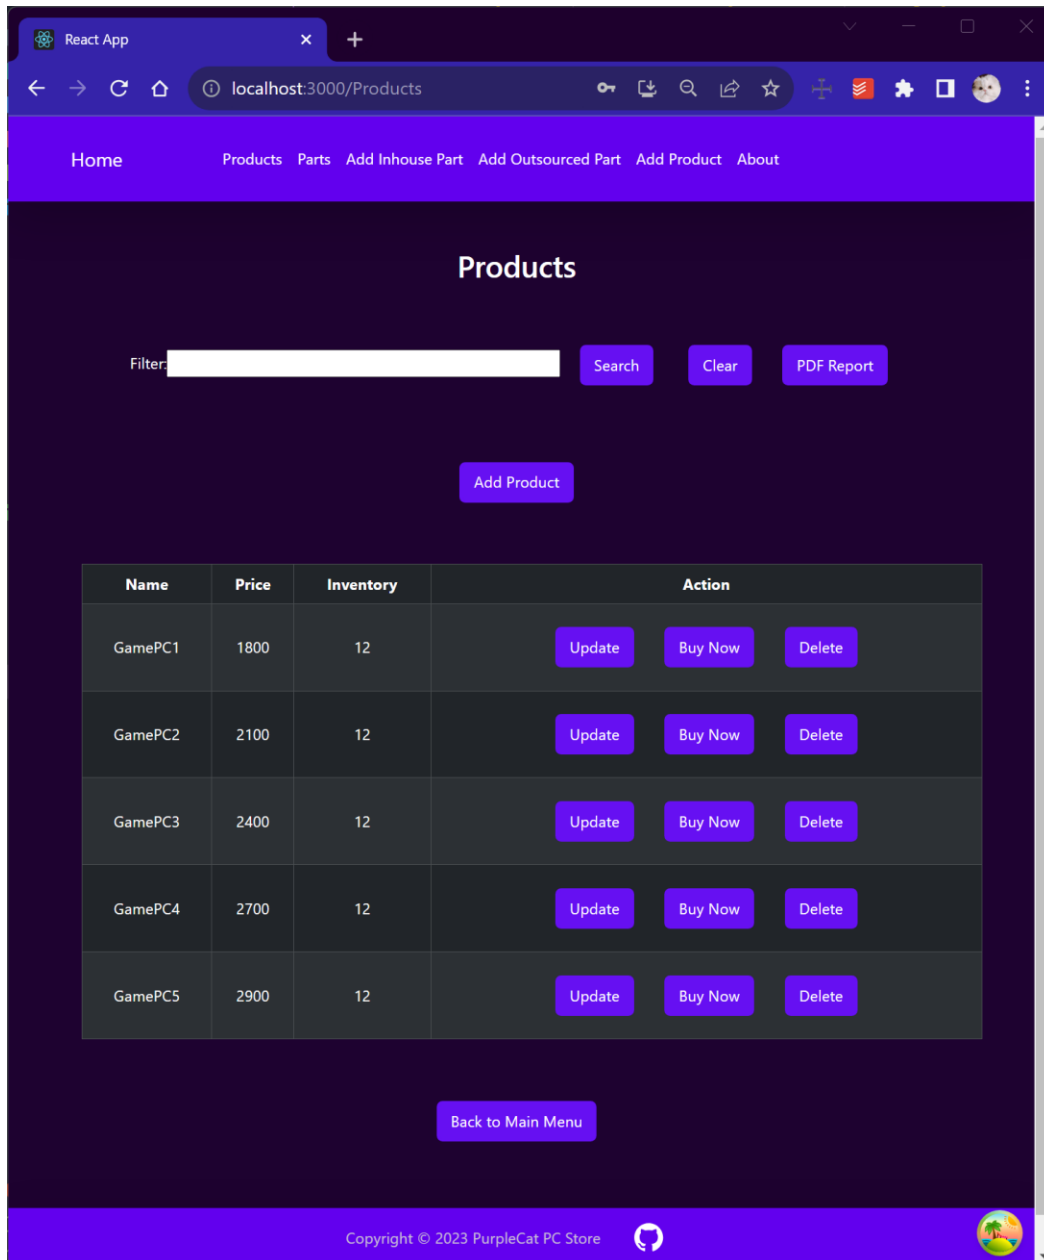 React App
localhost:3000/Products
Home Products Parts Add Inhouse Part Add Outsourced Part Add Product About
Products
Filter: Search Clear PDF Report
Add Product
Name Price Inventory Action
GamePC1 1800 12 Update Buy Now Delete
GamePC2 2100 12 Update Buy Now Delete
GamePC3 2400 12 Update Buy Now Delete
GamePC4 2700 12 Update Buy Now Delete
GamePC5 2900 12 Update Buy Now Delete
Back to Main Menu
Copyright © 2023 PurpleCat PC Store